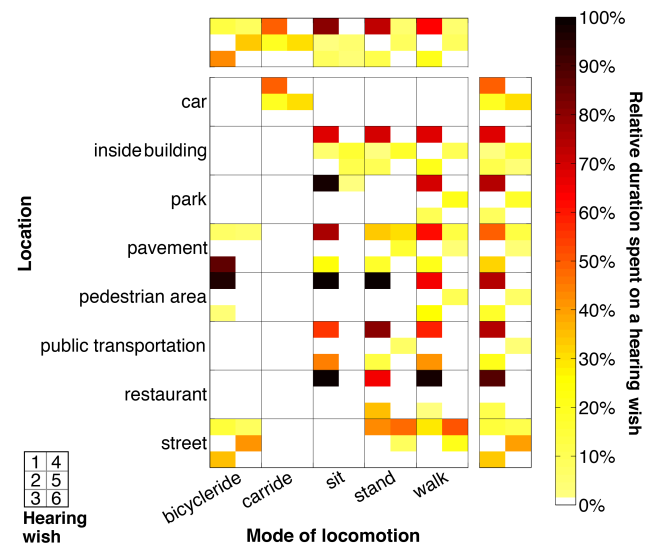 100%
90%
80%
70%
60%
50%
40%
30%
20%
10%
0%
Relative duration spent on a hearing wish
Location
car
inside building
park
pavement
pedestrian area
public transportation
restaurant
street
bicycleride
carride
sit
stand
walk
Mode of locomotion
1 4
2 5
3 6
Hearing
wish